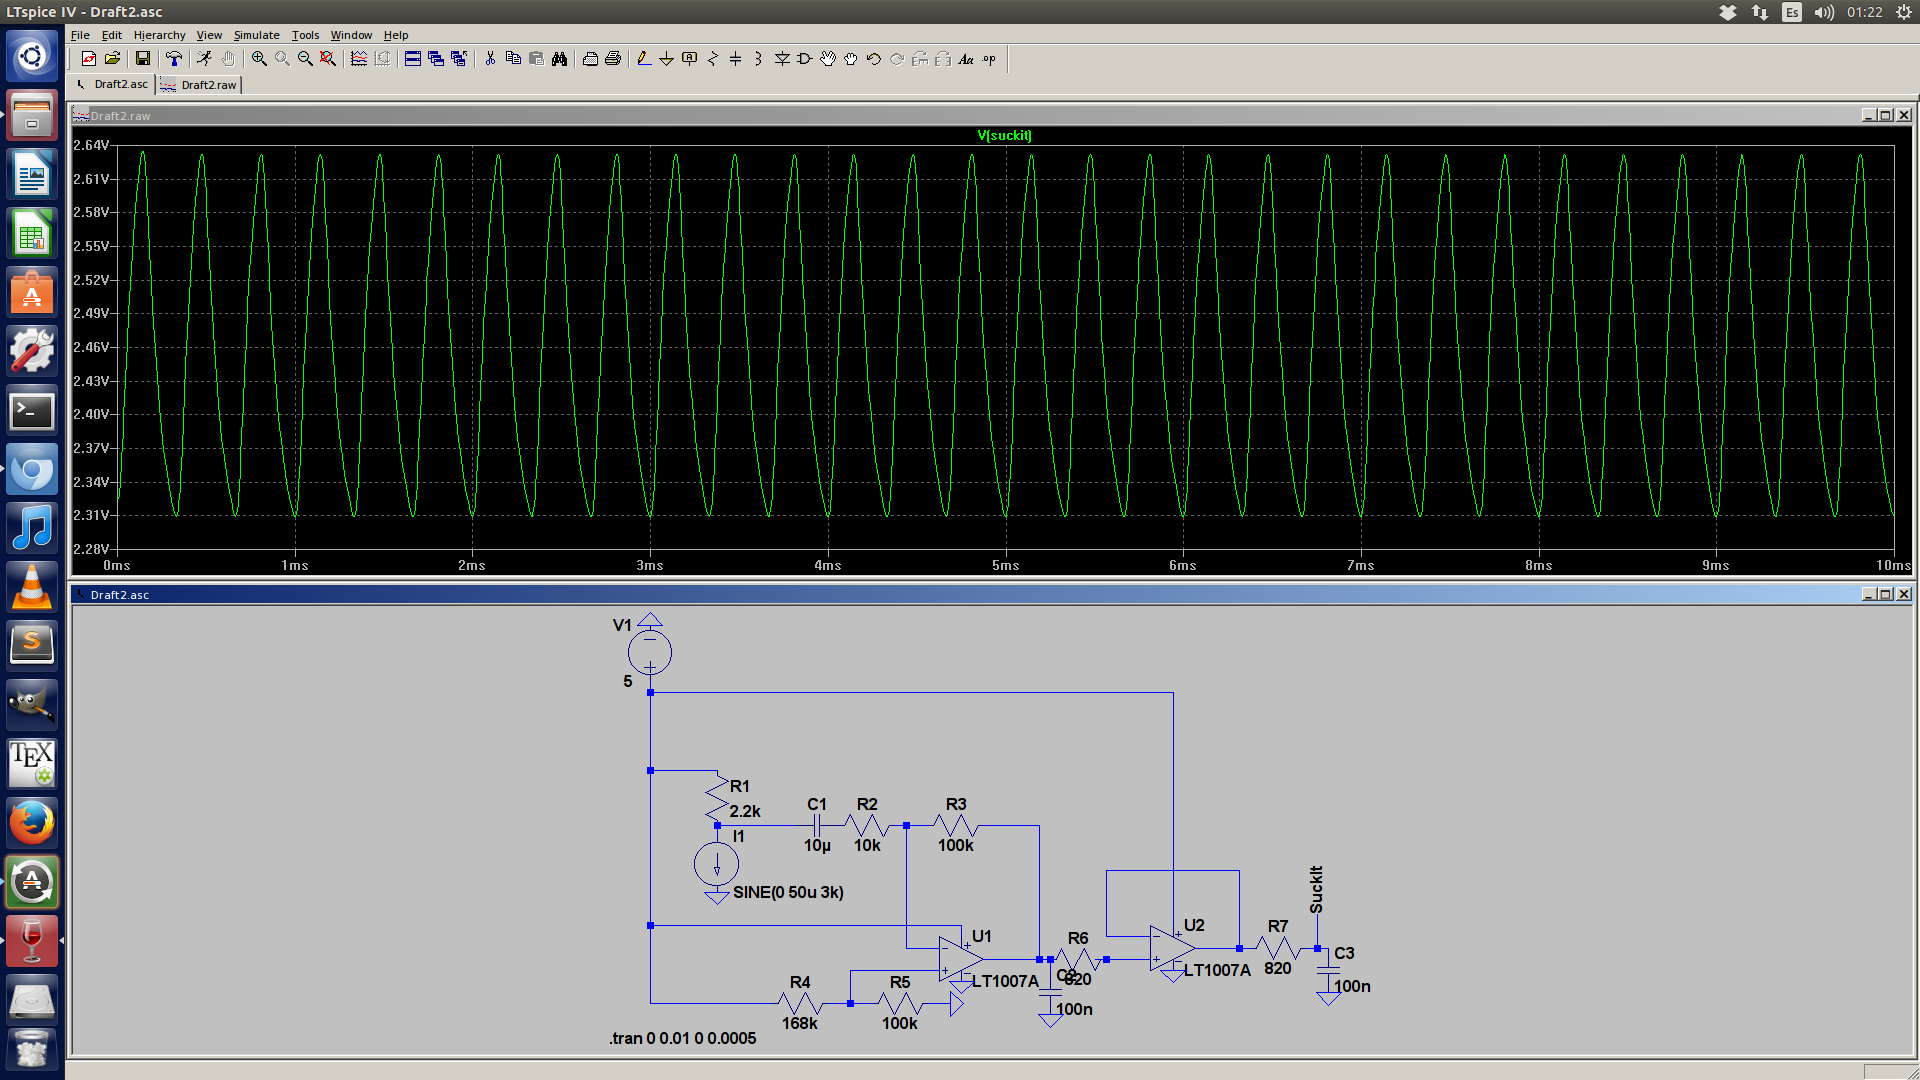 LTspice IV - Draft2.asc
Es
01:22
File Edit Hierarchy View Simulate Tools Window Help
Aa .op
Draft2.asc Draft2.raw
Draft2.raw
V(suckit)
2.64V
2.61V
2.58V
2.55V
2.52V
2.49V
2.46V
2.43V
2.40V
2.37V
2.34V
2.31V
2.28V
0ms 1ms 2ms 3ms 4ms 5ms 6ms 7ms 8ms 9ms 10ms
Draft2.asc
V1
5
R1
2.2k
I1
SINE(0 50u 3k)
C1
10µ
R2
10k
R3
100k
U1
LT1007A
R4
168k
R5
100k
R6
820
C2
100n
U2
LT1007A
R7
820
SuckIt
C3
100n
.tran 0 0.01 0 0.0005
S
TEX